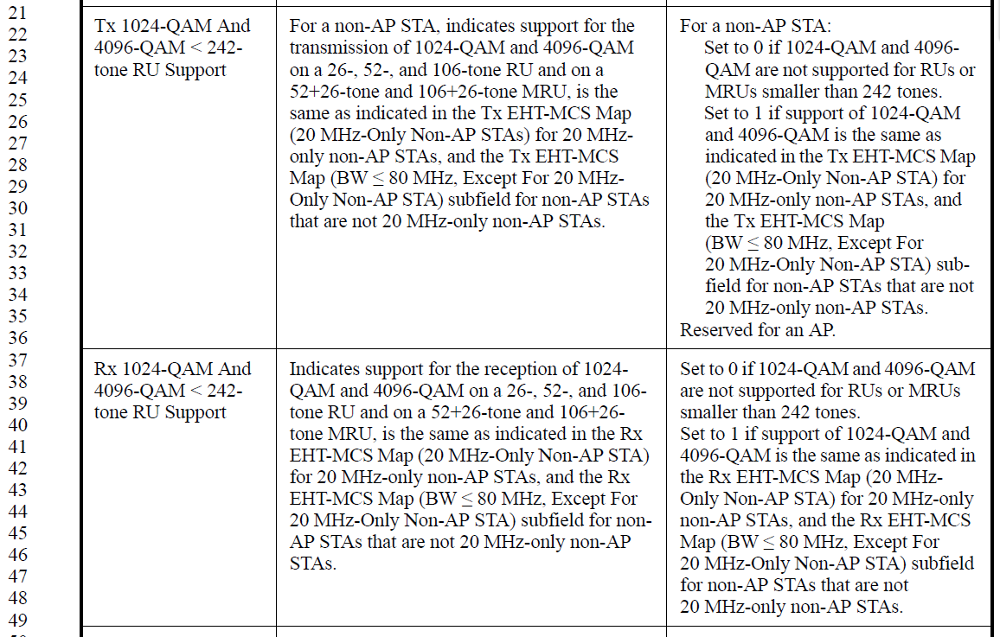 21
22
23
24
25
26
27
28
29
30
31
32
33
34
35
36
37
38
39
40
41
42
43
44
45
46
47
48
49
Tx 1024-QAM And
4096-QAM < 242-
tone RU Support
For a non-AP STA, indicates support for the
transmission of 1024-QAM and 4096-QAM
on a 26-, 52-, and 106-tone RU and on a
52+26-tone and 106+26-tone MRU, is the
same as indicated in the Tx EHT-MCS Map
(20 MHz-Only Non-AP STAs) for 20 MHz-
only non-AP STAs, and the Tx EHT-MCS
Map (BW ≤ 80 MHz, Except For 20 MHz-
Only Non-AP STA) subfield for non-AP STAs
that are not 20 MHz-only non-AP STAs.
For a non-AP STA:
Set to 0 if 1024-QAM and 4096-
QAM are not supported for RUs or
MRUs smaller than 242 tones.
Set to 1 if support of 1024-QAM
and 4096-QAM is the same as
indicated in the Tx EHT-MCS Map
(20 MHz-Only Non-AP STA) for
20 MHz-only non-AP STAs, and
the Tx EHT-MCS Map
(BW ≤ 80 MHz, Except For
20 MHz-Only Non-AP STA) sub-
field for non-AP STAs that are not
20 MHz-only non-AP STAs.
Reserved for an AP.
Rx 1024-QAM And
4096-QAM < 242-
tone RU Support
Indicates support for the reception of 1024-
QAM and 4096-QAM on a 26-, 52-, and 106-
tone RU and on a 52+26-tone and 106+26-
tone MRU, is the same as indicated in the Rx
EHT-MCS Map (20 MHz-Only Non-AP STA)
for 20 MHz-only non-AP STAs, and the Rx
EHT-MCS Map (BW ≤ 80 MHz, Except For
20 MHz-Only Non-AP STA) subfield for non-
AP STAs that are not 20 MHz-only non-AP
STAs.
Set to 0 if 1024-QAM and 4096-QAM
are not supported for RUs or MRUs
smaller than 242 tones.
Set to 1 if support of 1024-QAM and
4096-QAM is the same as indicated in
the Rx EHT-MCS Map (20 MHz-
Only Non-AP STA) for 20 MHz-only
non-AP STAs, and the Rx EHT-MCS
Map (BW ≤ 80 MHz, Except For
20 MHz-Only Non-AP STA) subfield
for non-AP STAs that are not
20 MHz-only non-AP STAs.